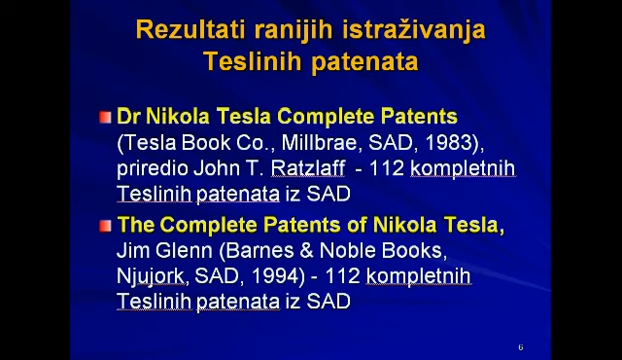 Rezultati ranijih istraživanja
Teslinih patenata
Dr Nikola Tesla Complete Patents
(Tesla Book Co., Millbrae, SAD, 1983),
priredio John T. Ratzlaff - 112 kompletnih
Teslinih patenata iz SAD
The Complete Patents of Nikola Tesla,
Jim Glenn (Barnes & Noble Books,
Njujork, SAD, 1994) - 112 kompletnih
Teslinih patenata iz SAD
6